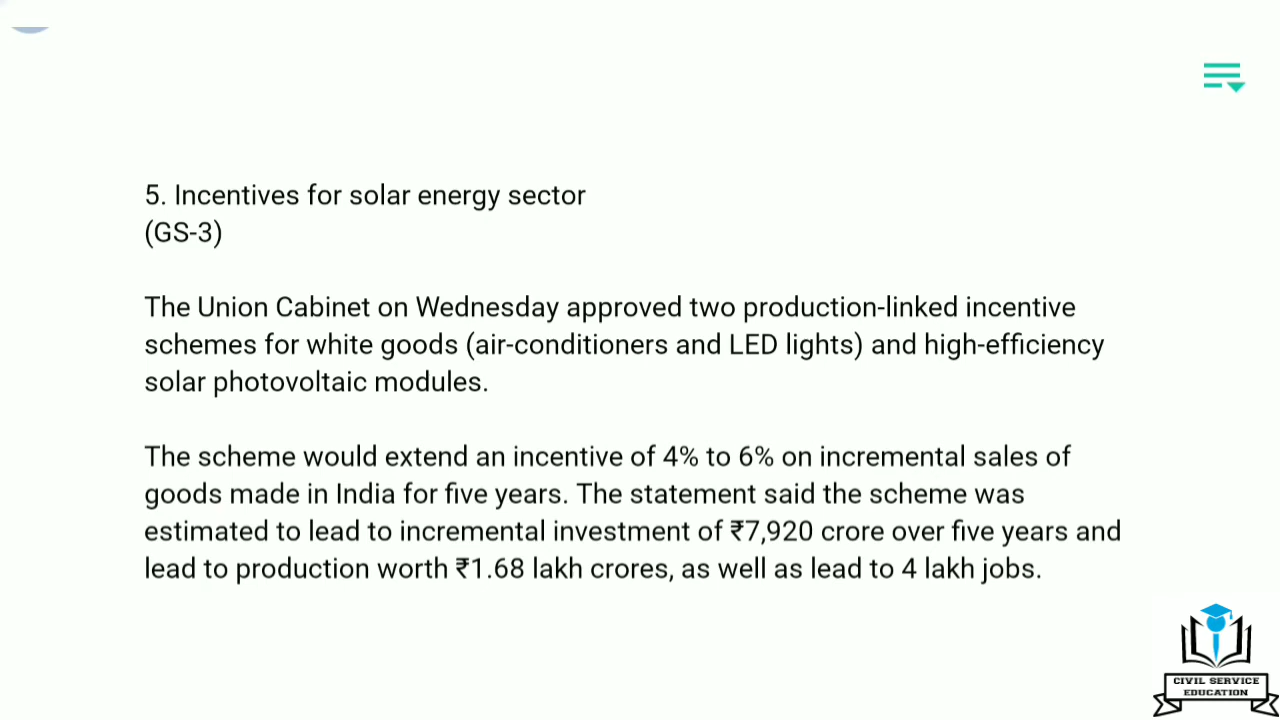 5. Incentives for solar energy sector
(GS-3)
The Union Cabinet on Wednesday approved two production-linked incentive
schemes for white goods (air-conditioners and LED lights) and high-efficiency
solar photovoltaic modules.
The scheme would extend an incentive of 4% to 6% on incremental sales of
goods made in India for five years. The statement said the scheme was
estimated to lead to incremental investment of ₹7,920 crore over five years and
lead to production worth ₹1.68 lakh crores, as well as lead to 4 lakh jobs.
CIVIL SERVICE
EDUCATION